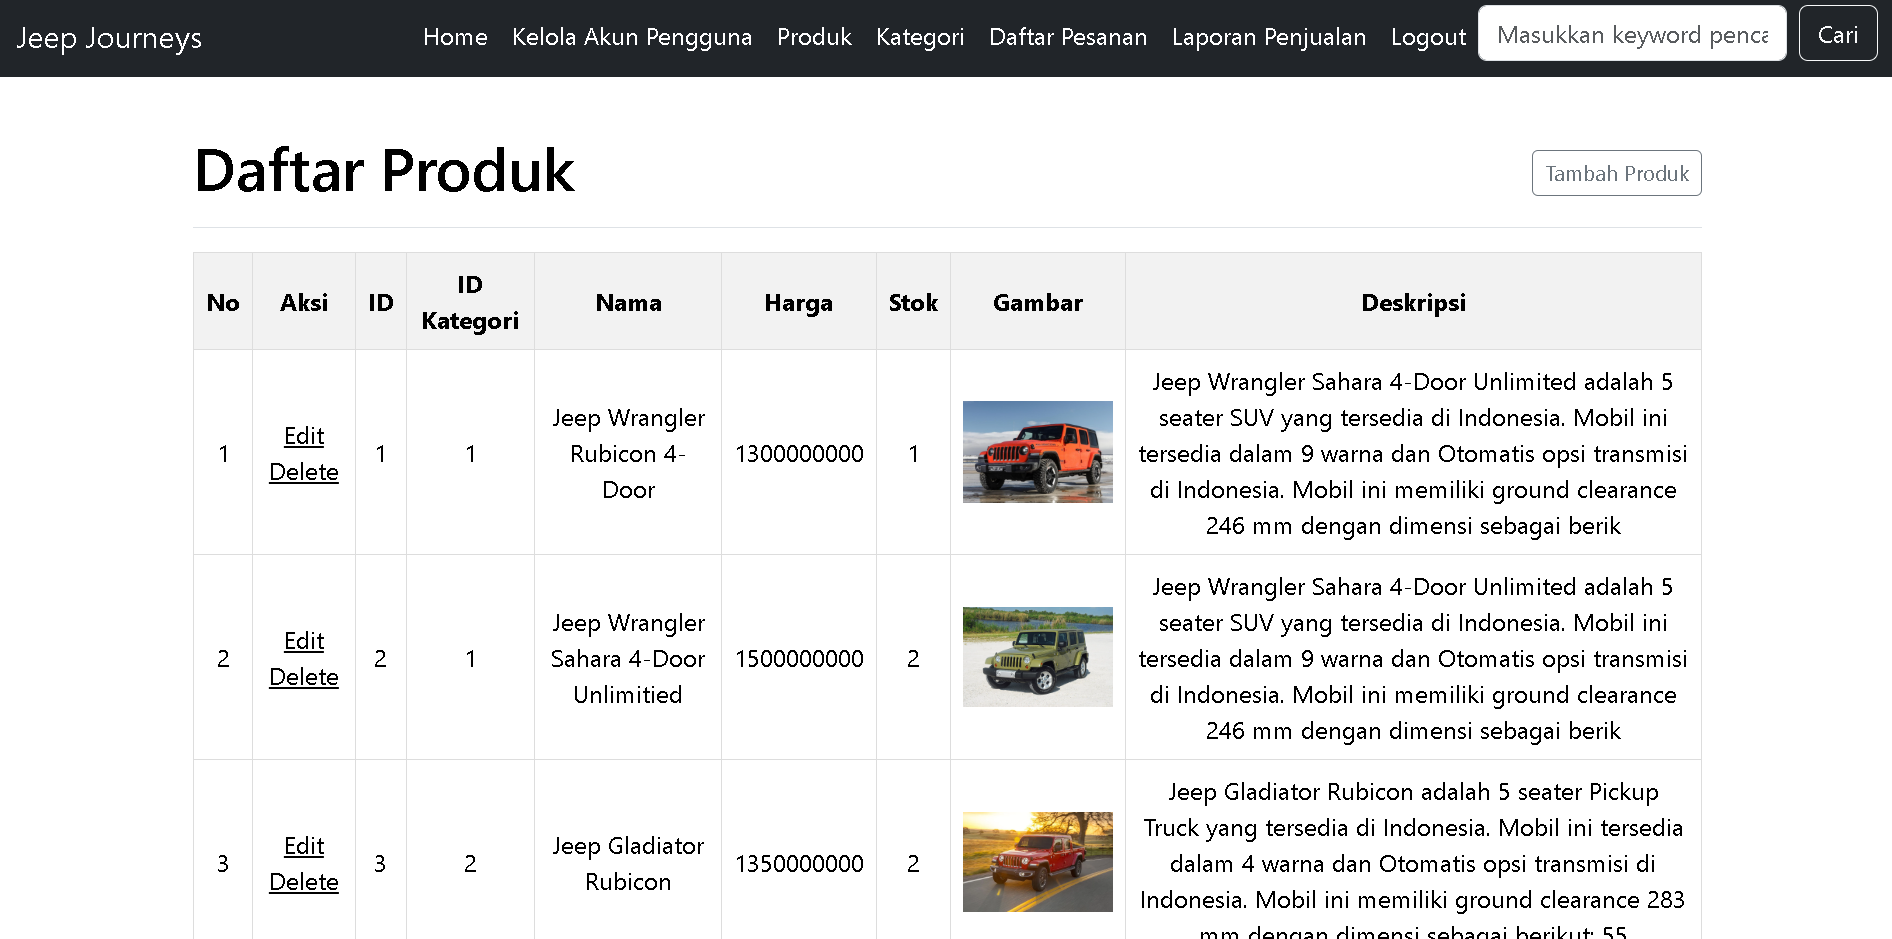 Jeep Journeys Home Kelola Akun Pengguna Produk Kategori Daftar Pesanan Laporan Penjualan Logout Masukkan keyword penca Cari
Daftar Produk
Tambah Produk
No Aksi ID ID Kategori Nama Harga Stok Gambar Deskripsi
1
Edit
Delete
1
1
Jeep Wrangler
Rubicon 4-
Door
1300000000
1
Jeep Wrangler Sahara 4-Door Unlimited adalah 5
seater SUV yang tersedia di Indonesia. Mobil ini
tersedia dalam 9 warna dan Otomatis opsi transmisi
di Indonesia. Mobil ini memiliki ground clearance
246 mm dengan dimensi sebagai berik
2
Edit
Delete
2
1
Jeep Wrangler
Sahara 4-Door
Unlimitied
1500000000
2
Jeep Wrangler Sahara 4-Door Unlimited adalah 5
seater SUV yang tersedia di Indonesia. Mobil ini
tersedia dalam 9 warna dan Otomatis opsi transmisi
di Indonesia. Mobil ini memiliki ground clearance
246 mm dengan dimensi sebagai berik
3
Edit
Delete
3
2
Jeep Gladiator
Rubicon
1350000000
2
Jeep Gladiator Rubicon adalah 5 seater Pickup
Truck yang tersedia di Indonesia. Mobil ini tersedia
dalam 4 warna dan Otomatis opsi transmisi di
Indonesia. Mobil ini memiliki ground clearance 283
mm dengan dimensi sebagai berikut: 55